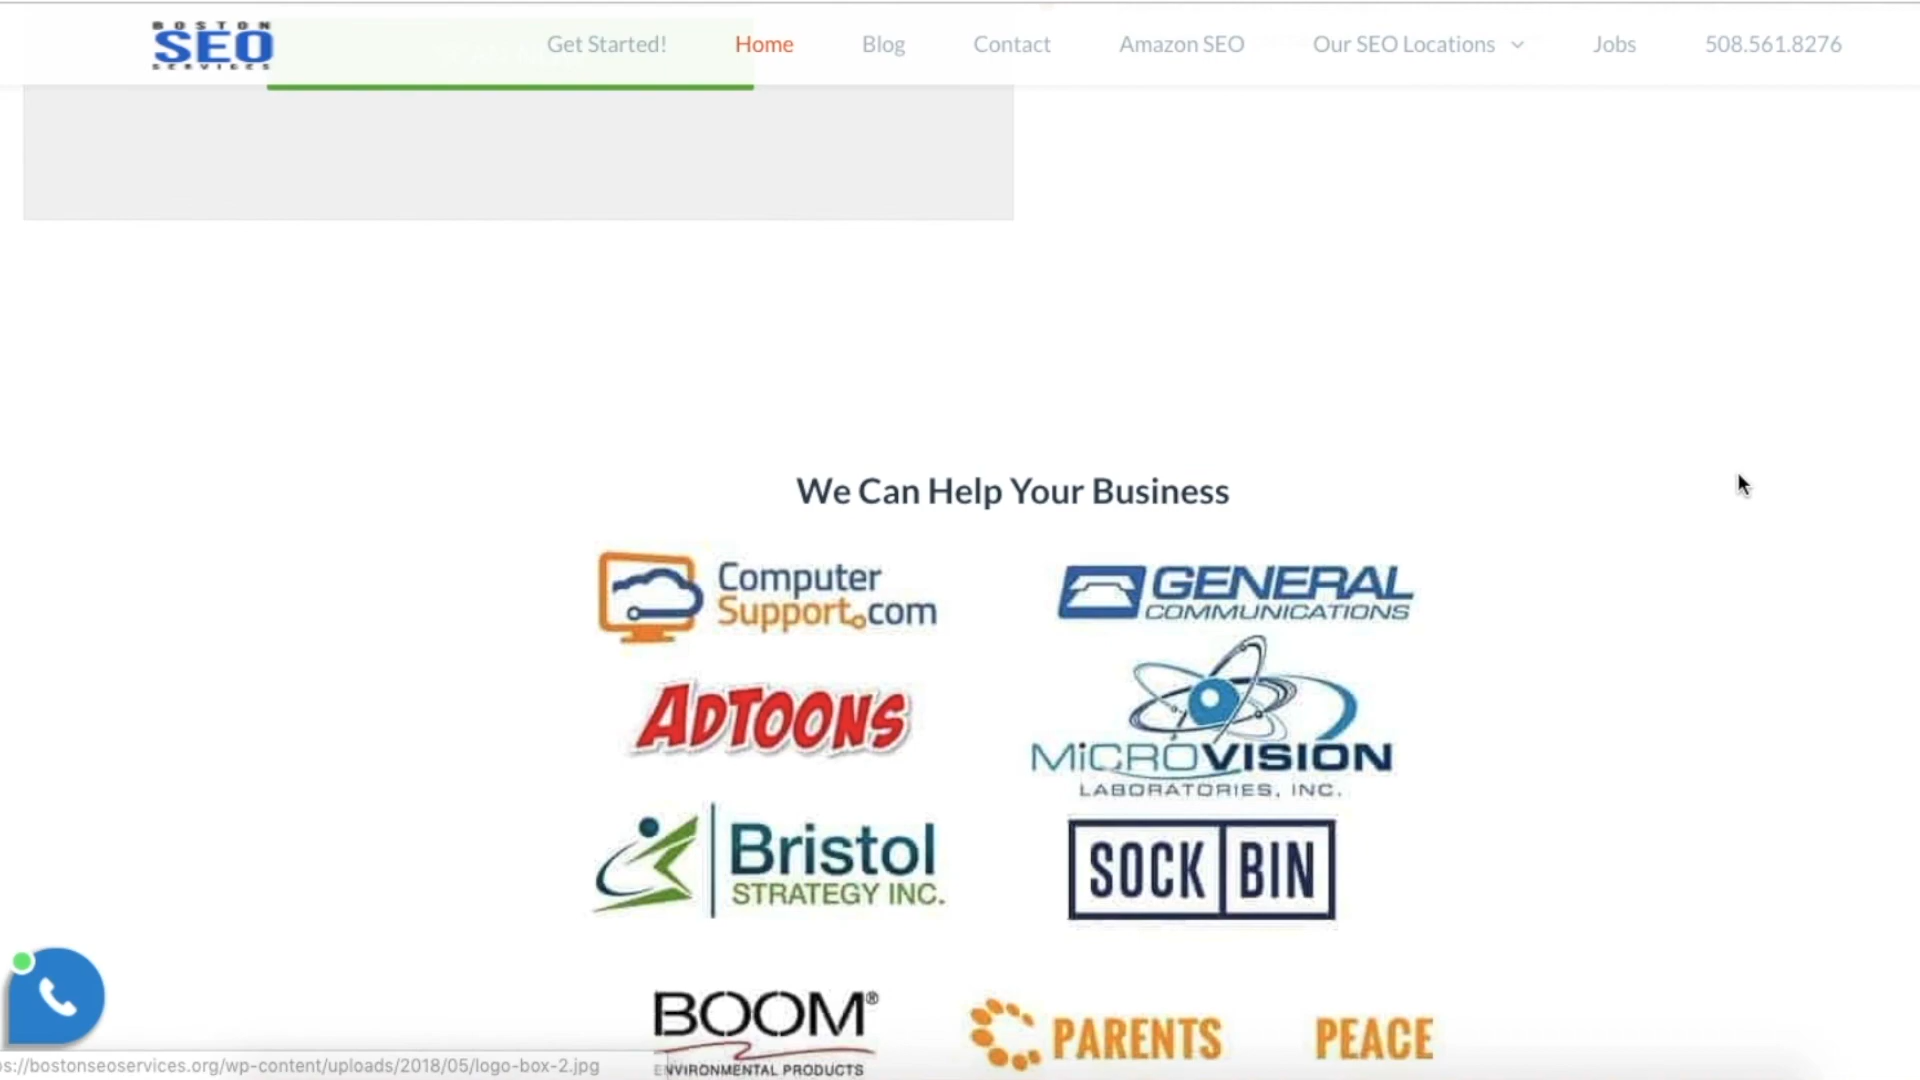 BOSTON
SEO
SERVICES
Get Started!
Home
Blog
Contact
Amazon SEO
Our SEO Locations
Jobs
508.561.8276
We Can Help Your Business
Computer
Support.com
GENERAL
COMMUNICATIONS
ADTOONS
MiCROVISION
LABORATORIES, INC.
Bristol
STRATEGY INC.
SOCK BIN
BOOM®
ENVIRONMENTAL PRODUCTS
PARENTS PEACE
ps://bostonseoservices.org/wp-content/uploads/2018/05/logo-box-2.jpg